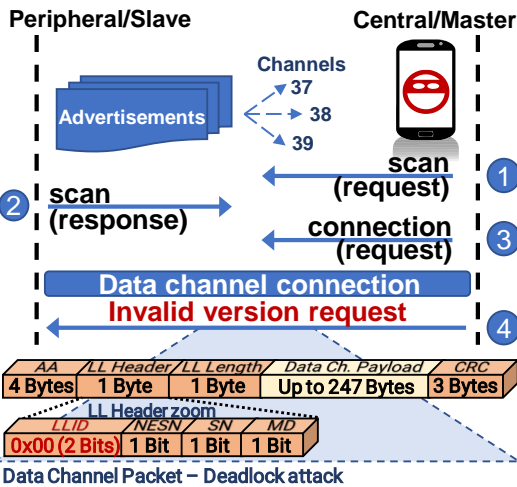 Peripheral/Slave Central/Master
Channels
37
Advertisements 38
39
scan 1
(request)
2 scan
(response)
connection 3
(request)
Data channel connection
Invalid version request 4
AA LL Header LL Length Data Ch. Payload CRC
4 Bytes 1 Byte 1 Byte Up to 247 Bytes 3 Bytes
LL Header zoom
LLID NESN SN MD
0x00 (2 Bits) 1 Bit 1 Bit 1 Bit
Data Channel Packet – Deadlock attack